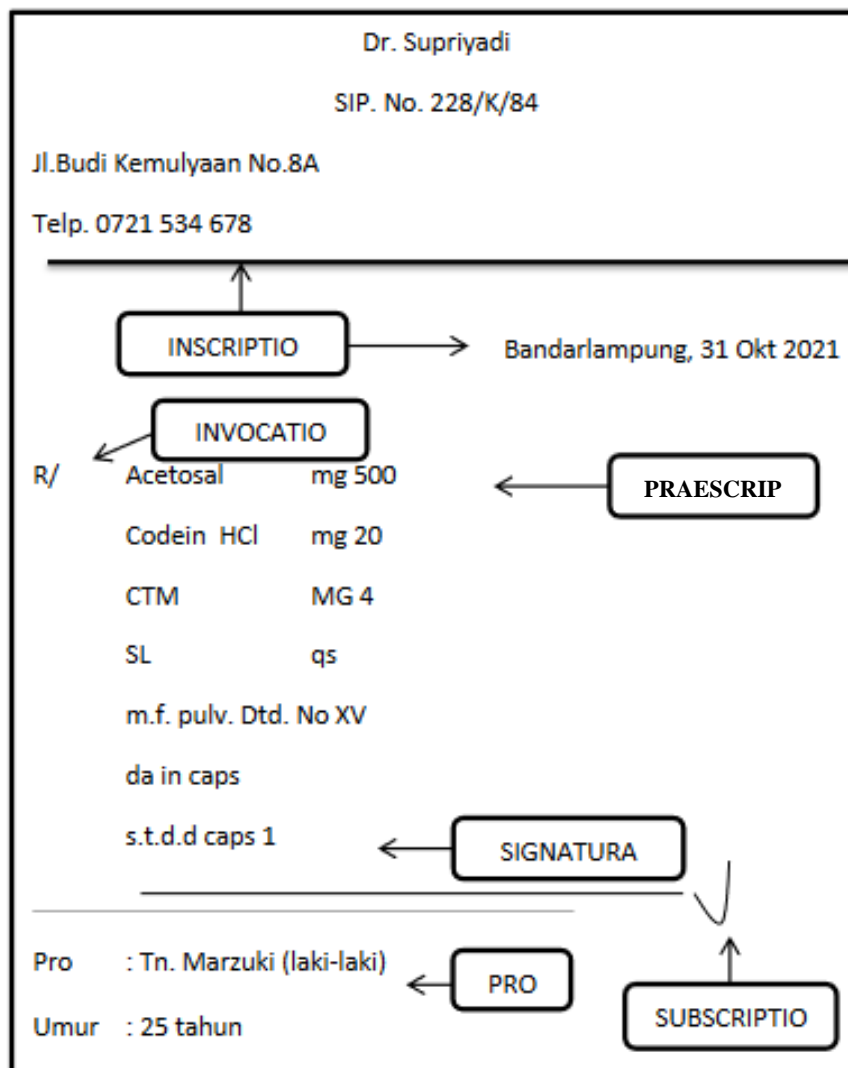 Dr. Supriyadi
SIP. No. 228/K/84
Jl.Budi Kemulyaan No.8A
Telp. 0721 534 678
INSCRIPTIO
Bandarlampung, 31 Okt 2021
INVOCATIO
R/ Acetosal mg 500
PRAESCRIP
Codein HCl mg 20
CTM MG 4
SL qs
m.f. pulv. Dtd. No XV
da in caps
s.t.d.d caps 1
SIGNATURA
Pro : Tn. Marzuki (laki-laki)
PRO
SUBSCRIPTIO
Umur : 25 tahun